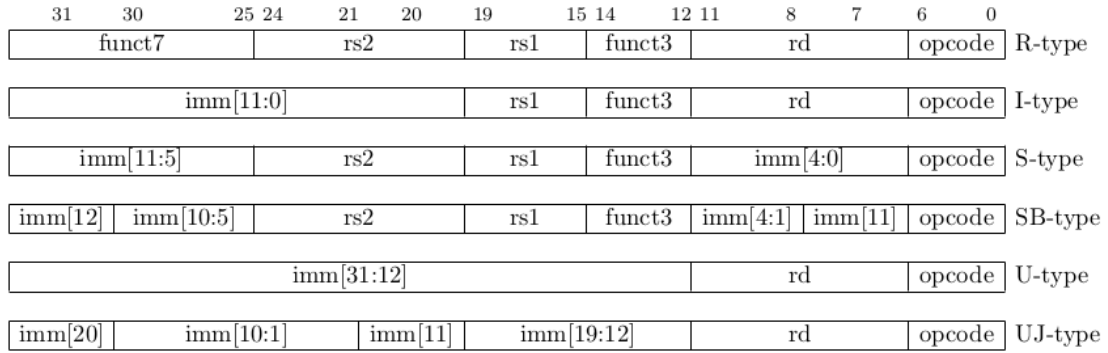 31 30 25 24 21 20 19 15 14 12 11 8 7 6 0
funct7 rs2 rs1 funct3 rd opcode R-type
imm[11:0] rs1 funct3 rd opcode I-type
imm[11:5] rs2 rs1 funct3 imm[4:0] opcode S-type
imm[12] imm[10:5] rs2 rs1 funct3 imm[4:1] imm[11] opcode SB-type
imm[31:12] rd opcode U-type
imm[20] imm[10:1] imm[11] imm[19:12] rd opcode UJ-type